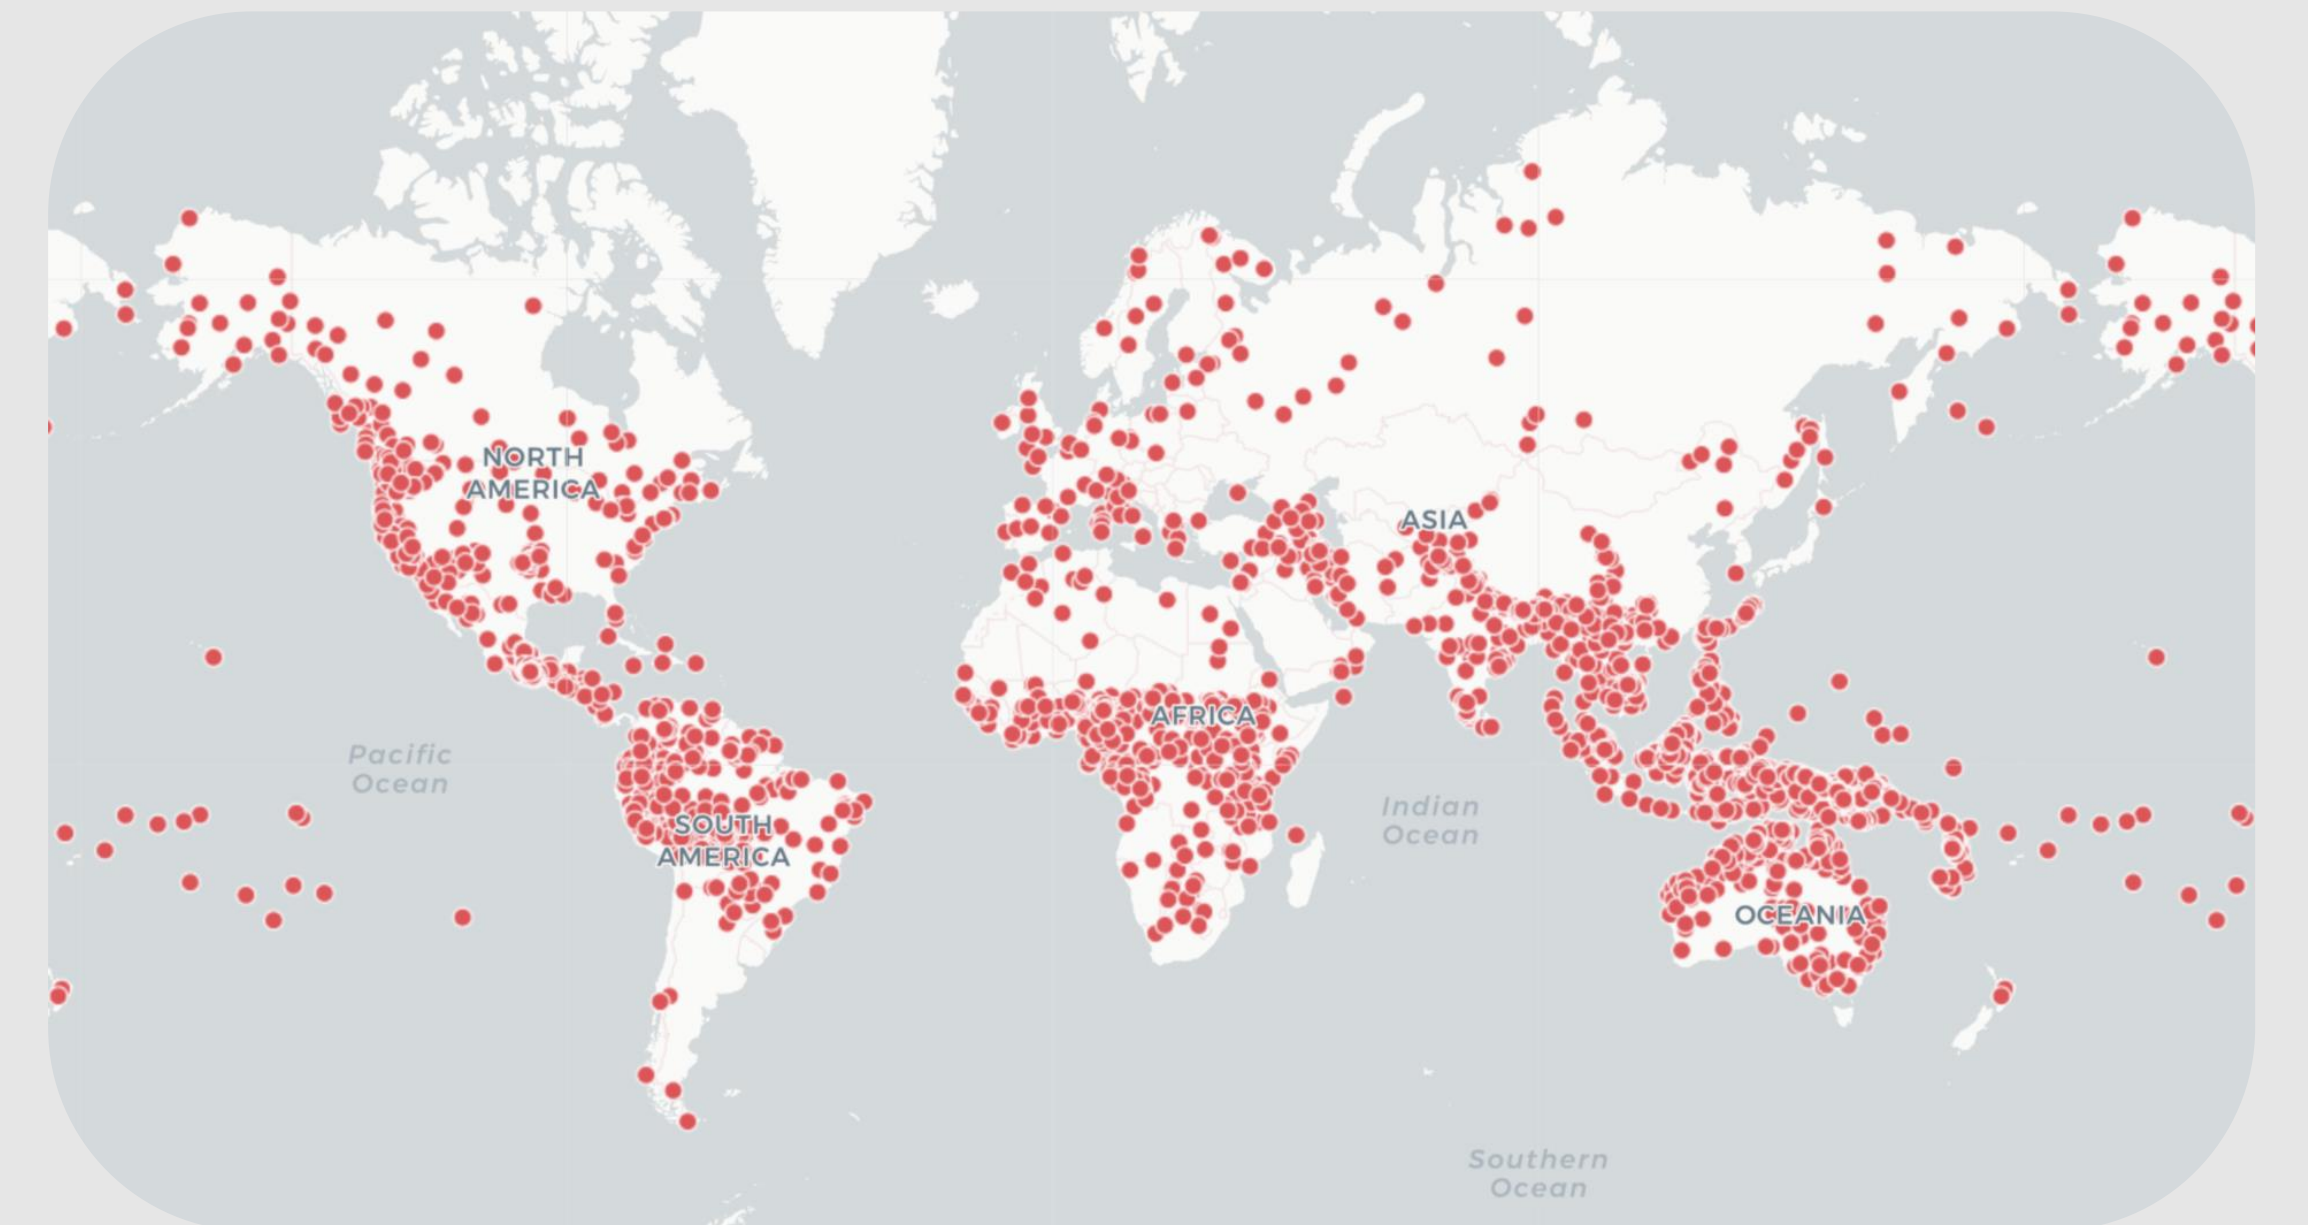 NORTH
AMERICA
ASIA
AFRICA
Pacific
Ocean
Indian
Ocean
SOUTH
AMERICA
OCEANIA
Southern
Ocean